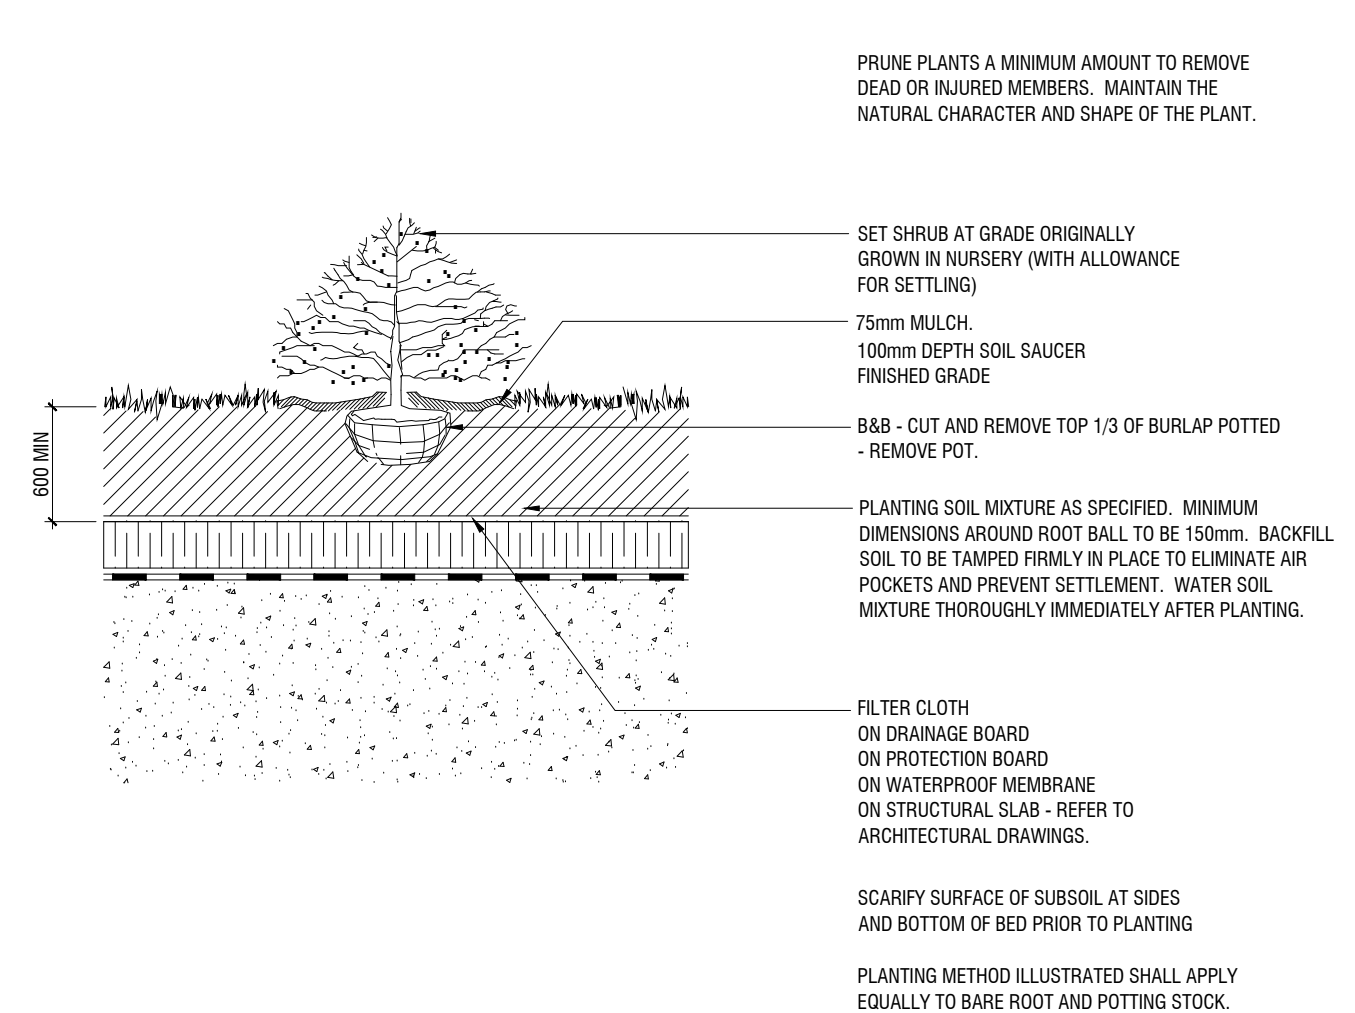 PRUNE PLANTS A MINIMUM AMOUNT TO REMOVE
DEAD OR INJURED MEMBERS. MAINTAIN THE
NATURAL CHARACTER AND SHAPE OF THE PLANT.
SET SHRUB AT GRADE ORIGINALLY
GROWN IN NURSERY (WITH ALLOWANCE
FOR SETTLING)
75mm MULCH.
100mm DEPTH SOIL SAUCER
FINISHED GRADE
600 MIN
B&B - CUT AND REMOVE TOP 1/3 OF BURLAP POTTED
- REMOVE POT.
PLANTING SOIL MIXTURE AS SPECIFIED. MINIMUM
DIMENSIONS AROUND ROOT BALL TO BE 150mm. BACKFILL
SOIL TO BE TAMPED FIRMLY IN PLACE TO ELIMINATE AIR
POCKETS AND PREVENT SETTLEMENT. WATER SOIL
MIXTURE THOROUGHLY IMMEDIATELY AFTER PLANTING.
FILTER CLOTH
ON DRAINAGE BOARD
ON PROTECTION BOARD
ON WATERPROOF MEMBRANE
ON STRUCTURAL SLAB - REFER TO
ARCHITECTURAL DRAWINGS.
SCARIFY SURFACE OF SUBSOIL AT SIDES
AND BOTTOM OF BED PRIOR TO PLANTING
PLANTING METHOD ILLUSTRATED SHALL APPLY
EQUALLY TO BARE ROOT AND POTTING STOCK.